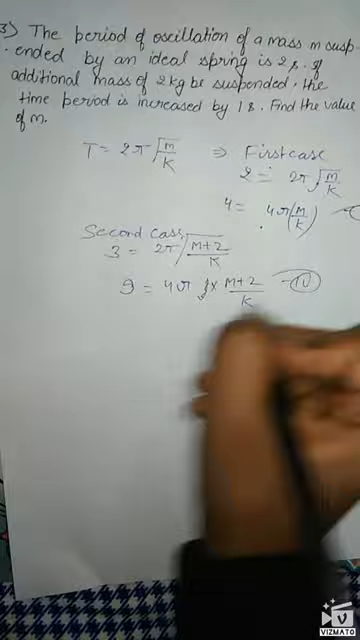 3) The period of oscillation of a mass m susp-
-ended by an ideal spring is 2s. If
additional mass of 2kg be suspended, the
time period is increased by 1s. Find the value
of m.
T = 2π√m/K ⇒ First case
2 = 2π√m/K
4 = 4π(m/K)
Second case
3 = 2π√M+2/K
9 = 4π × M+2/K
VIZMATO